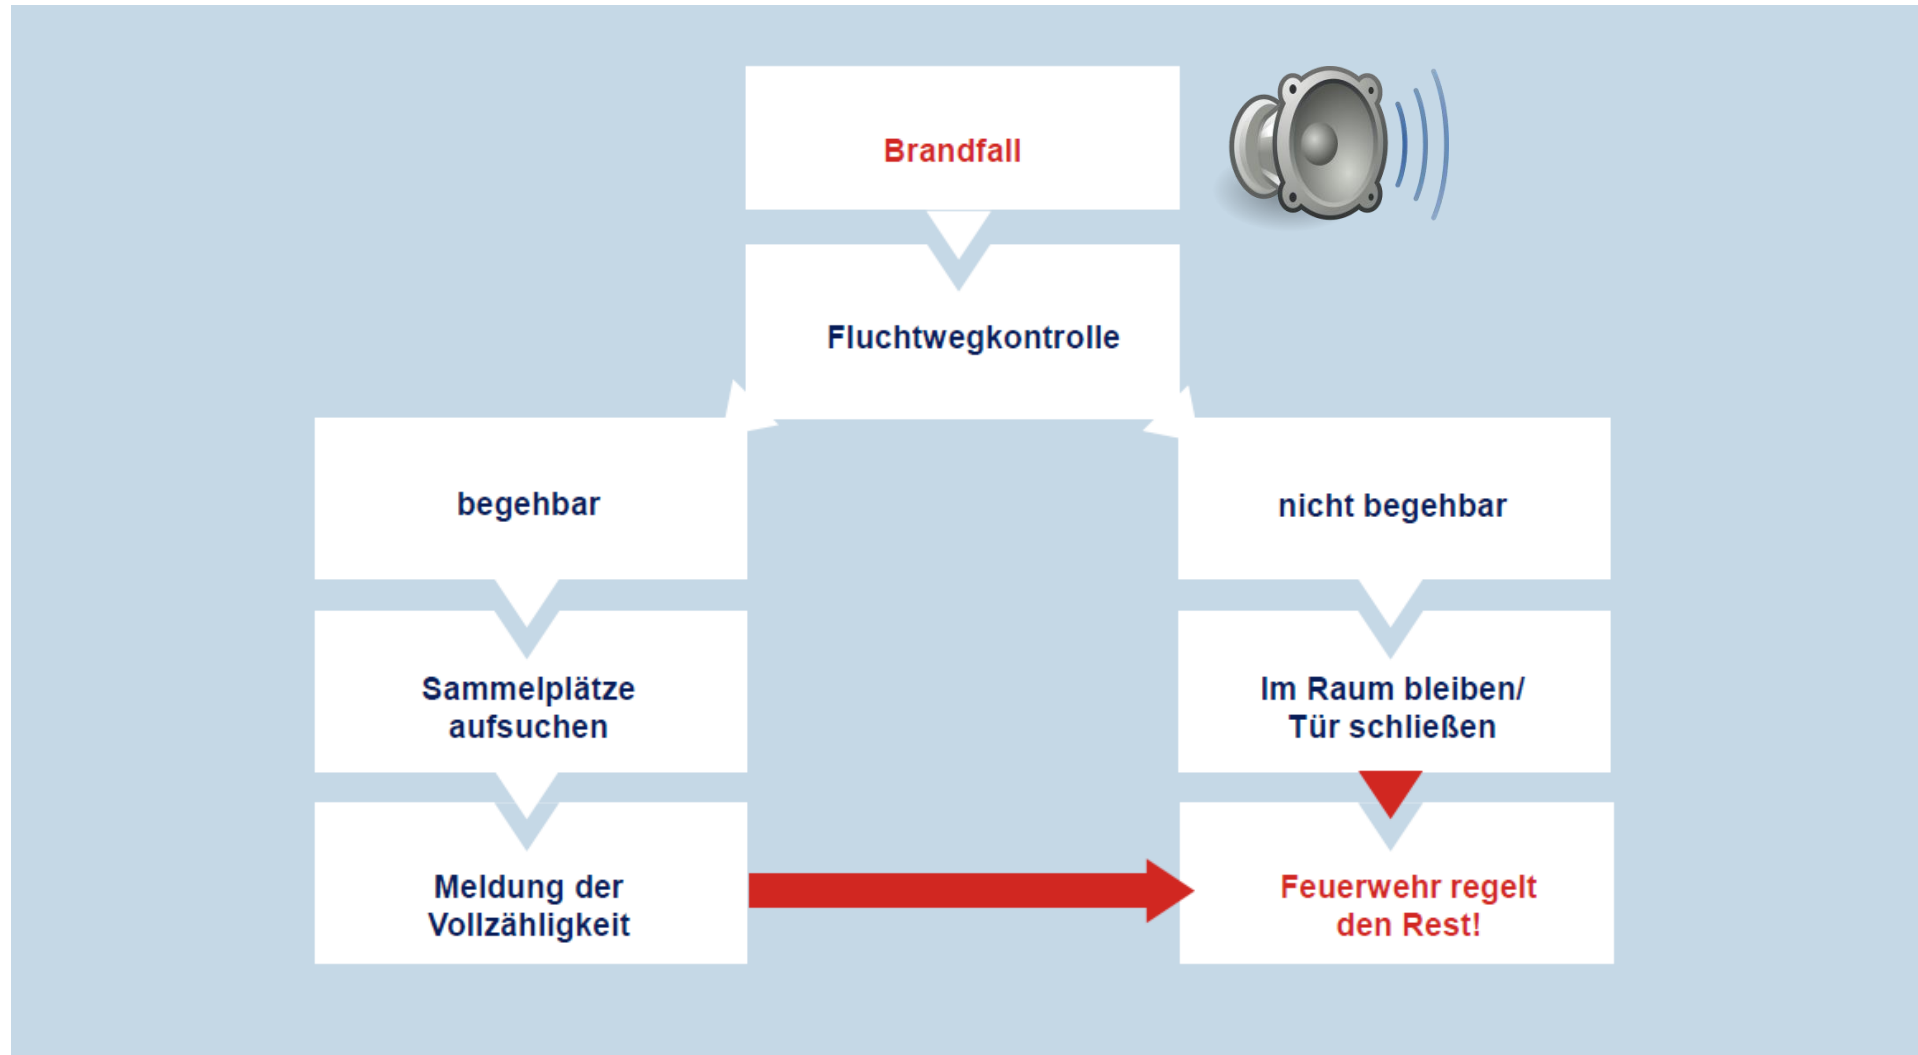 Brandfall
Fluchtwegkontrolle
begehbar
nicht begehbar
Sammelplätze
aufsuchen
Im Raum bleiben/
Tür schließen
Meldung der
Vollzähligkeit
Feuerwehr regelt
den Rest!